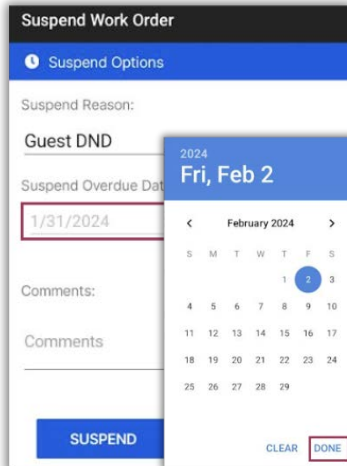 Suspend Work Order
Suspend Options
Suspend Reason:
Guest DND
Suspend Overdue Dat
1/31/2024
Comments:
Comments
SUSPEND
2024
Fri, Feb 2
< February 2024 >
S M T W T F S
1 2 3
4 5 6 7 8 9 10
11 12 13 14 15 16 17
18 19 20 21 22 23 24
25 26 27 28 29
CLEAR DONE